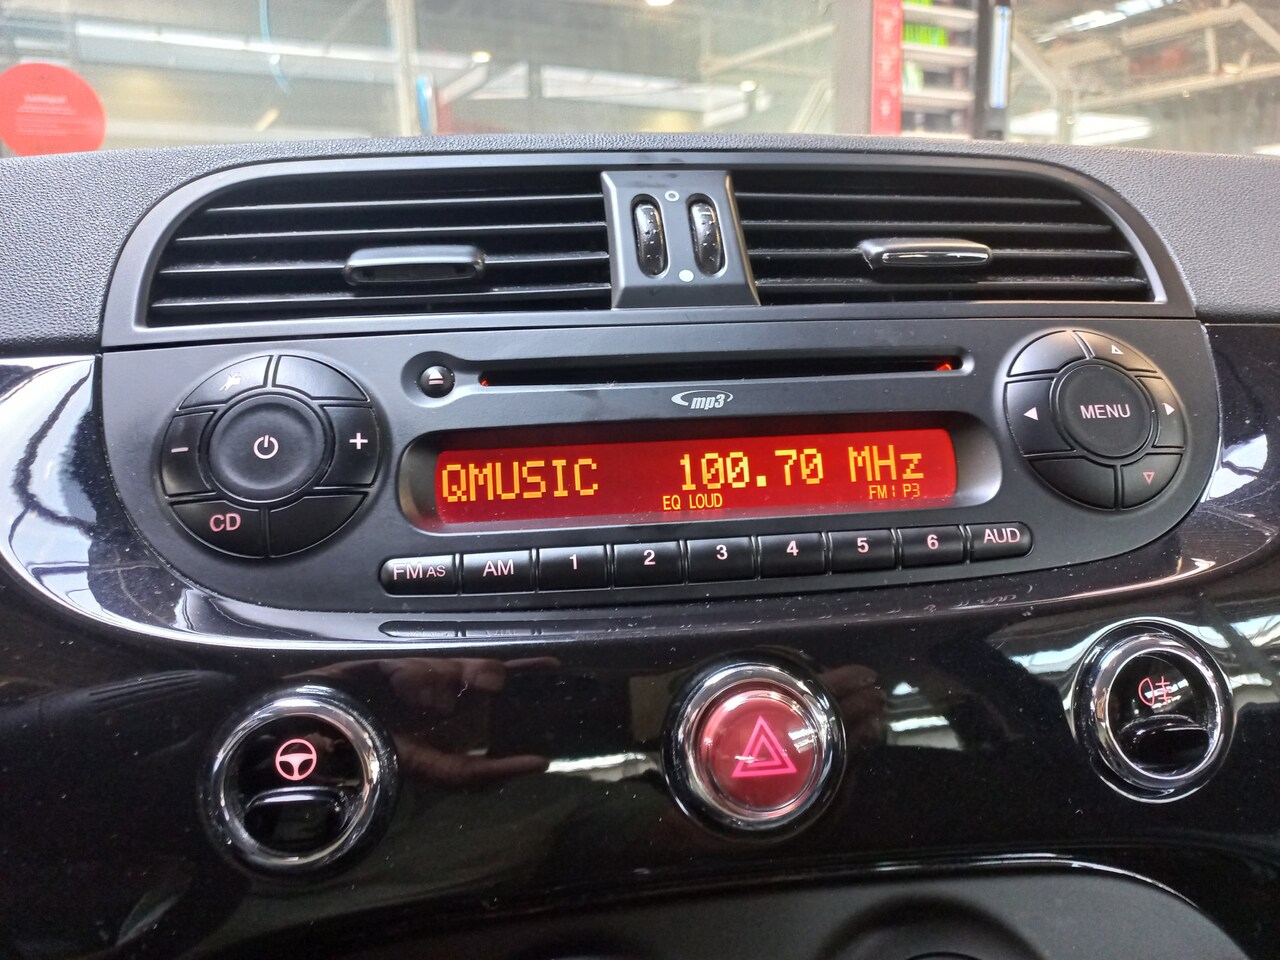 mp3
QMUSIC 100.70 MHz
EQ LOUD FM1 P3
MENU
CD
FM AS AM 1 2 3 4 5 6 AUD